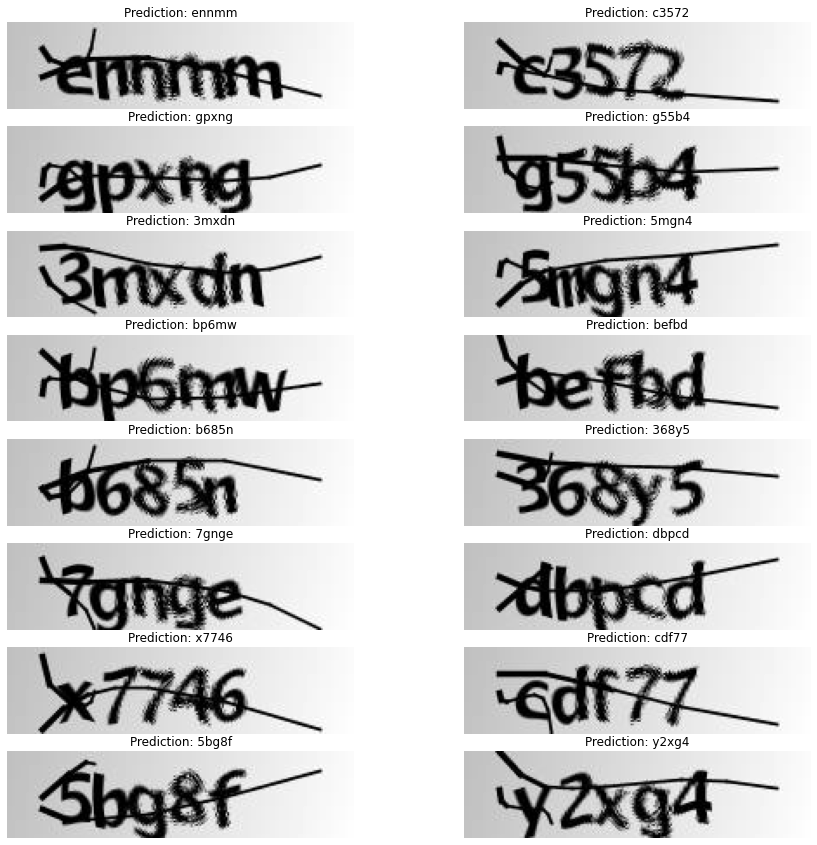 Prediction: ennmm
ennmm
Prediction: c3572
c3572
Prediction: gpxng
gpxng
Prediction: g55b4
g55b4
Prediction: 3mxdn
3mxdn
Prediction: 5mgn4
5mgn4
Prediction: bp6mw
bp6mw
Prediction: befbd
befbd
Prediction: b685n
b685n
Prediction: 368y5
368y5
Prediction: 7gnge
7gnge
Prediction: dbpcd
dbpcd
Prediction: x7746
x7746
Prediction: cdf77
cdf77
Prediction: 5bg8f
5bg8f
Prediction: y2xg4
y2xg4